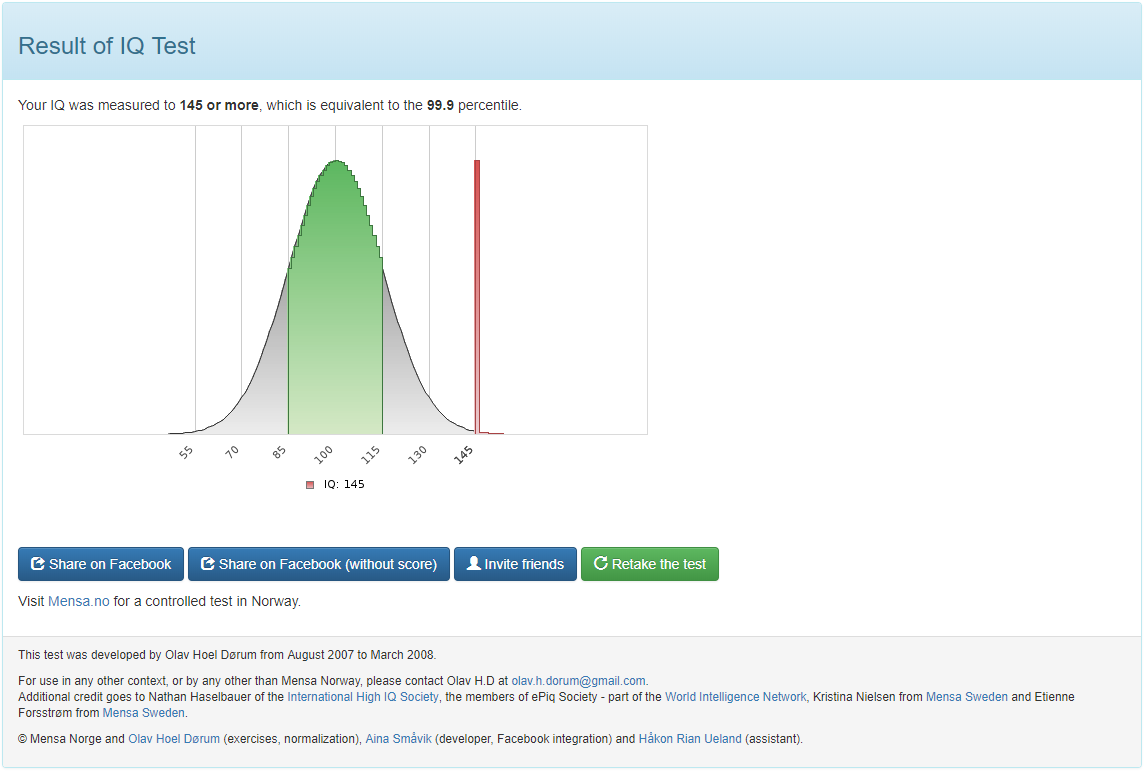 Result of IQ Test
Your IQ was measured to 145 or more, which is equivalent to the 99.9 percentile.
55 70 85 100 115 130 145
IQ: 145
Share on Facebook Share on Facebook (without score) Invite friends Retake the test
Visit Mensa.no for a controlled test in Norway.
This test was developed by Olav Hoel Dørum from August 2007 to March 2008.
For use in any other context, or by any other than Mensa Norway, please contact Olav H.D at olav.h.dorum@gmail.com.
Additional credit goes to Nathan Haselbauer of the International High IQ Society, the members of ePiq Society - part of the World Intelligence Network, Kristina Nielsen from Mensa Sweden and Etienne
Forsstrøm from Mensa Sweden.
© Mensa Norge and Olav Hoel Dørum (exercises, normalization), Aina Småvik (developer, Facebook integration) and Håkon Rian Ueland (assistant).